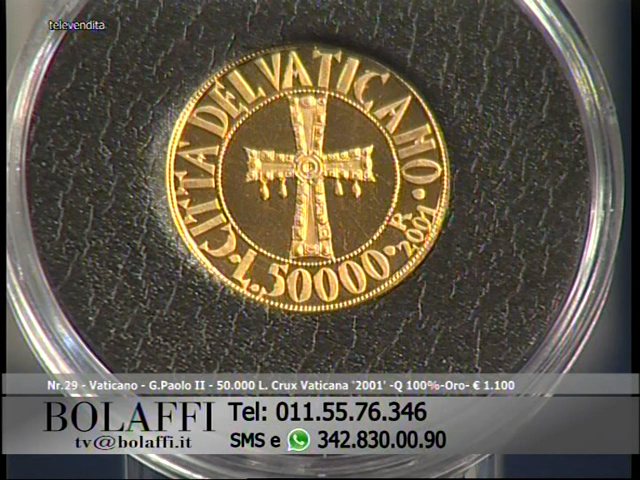 televendita
CITTÀ DEL VATICANO
R
2001
L. 50000
Nr.29 - Vaticano - G.Paolo II - 50.000 L. Crux Vaticana '2001' -Q 100%-Oro- € 1.100
BOLAFFI
tv@bolaffi.it
Tel: 011.55.76.346
SMS e 342.830.00.90